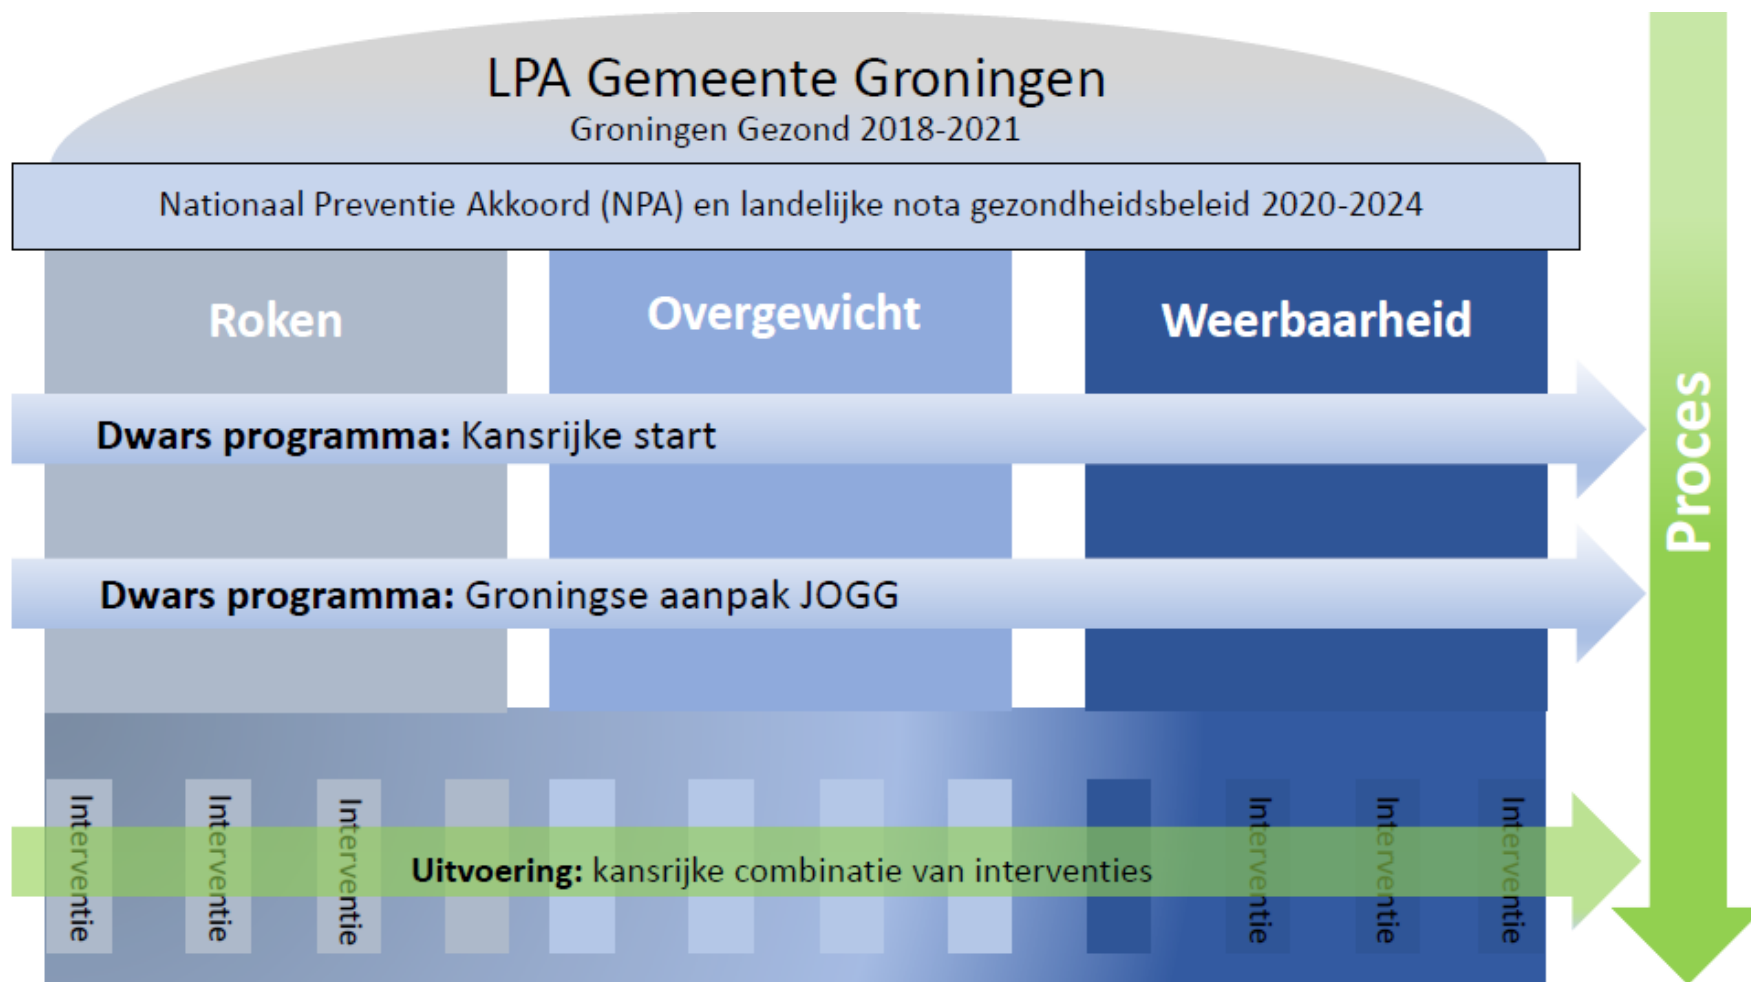 LPA Gemeente Groningen
Groningen Gezond 2018-2021
Nationaal Preventie Akkoord (NPA) en landelijke nota gezondheidsbeleid 2020-2024
Roken
Overgewicht
Weerbaarheid
Dwars programma: Kansrijke start
Dwars programma: Groningse aanpak JOGG
Interventie
Interventie
Interventie
Uitvoering: kansrijke combinatie van interventies
Interventie
Interventie
Interventie
Proces